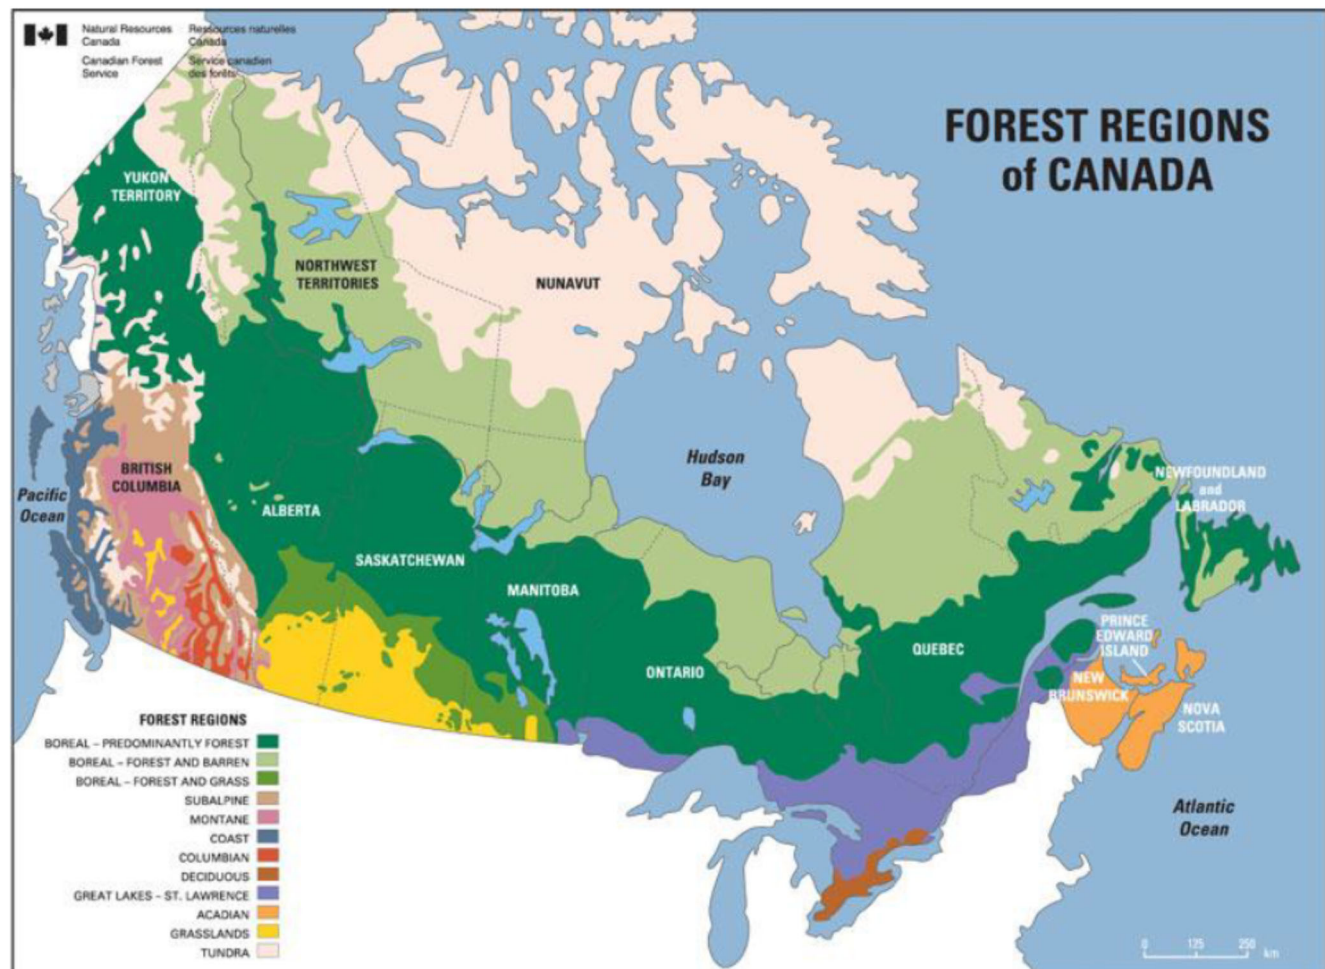 Natural Resources
Canada
Ressources naturelles
Canada
Canadian Forest
Service
Service canadien
des forêts
FOREST REGIONS
of CANADA
YUKON
TERRITORY
NORTHWEST
TERRITORIES
NUNAVUT
Hudson
Bay
BRITISH
COLUMBIA
Pacific
Ocean
ALBERTA
SASKATCHEWAN
MANITOBA
ONTARIO
QUEBEC
NEWFOUNDLAND
and
LABRADOR
PRINCE
EDWARD
ISLAND
NEW
BRUNSWICK
NOVA
SCOTIA
Atlantic
Ocean
FOREST REGIONS
BOREAL – PREDOMINANTLY FOREST
BOREAL – FOREST AND BARREN
BOREAL – FOREST AND GRASS
SUBALPINE
MONTANE
COAST
COLUMBIAN
DECIDUOUS
GREAT LAKES – ST. LAWRENCE
ACADIAN
GRASSLANDS
TUNDRA
0 125 250
km